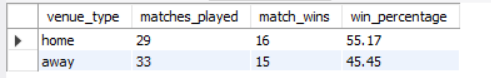 venue_type matches_played match_wins win_percentage
home 29 16 55.17
away 33 15 45.45